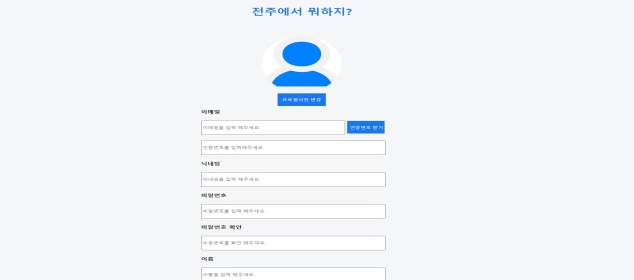 전주에서 뭐하지?
프로필사진 변경
이메일
이메일을 입력 해주세요.
인증번호 받기
인증번호를 입력해주세요.
닉네임
닉네임을 입력 해주세요.
비밀번호
비밀번호를 입력 해주세요.
비밀번호 확인
비밀번호를 확인 해주세요.
이름
이름을 입력 해주세요.